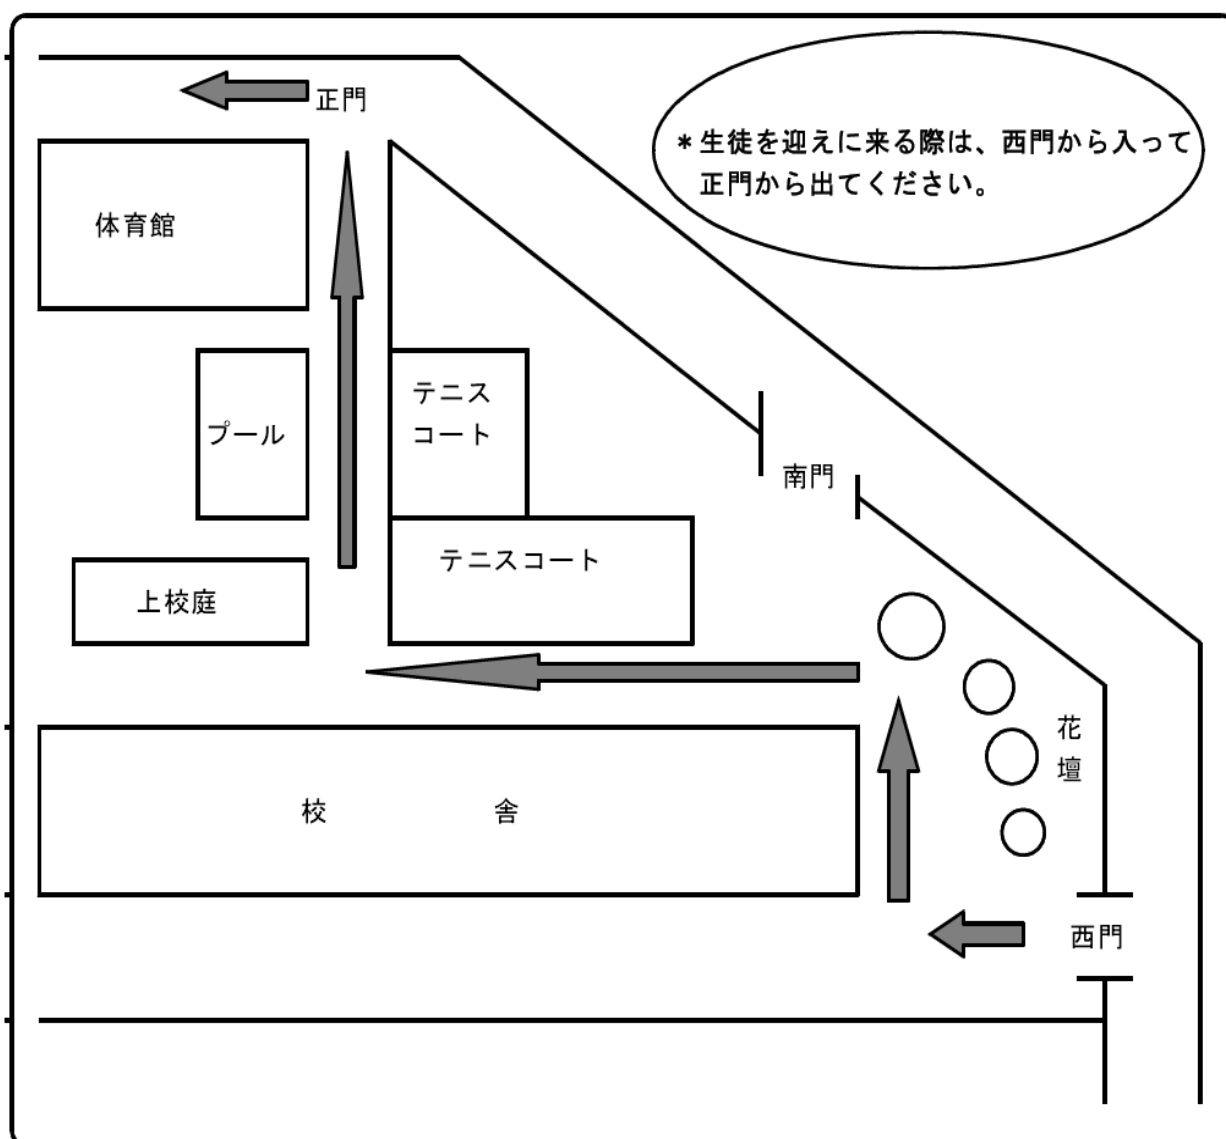 正門
*生徒を迎えに来る際は、西門から入って
正門から出てください。
体育館
テニス
コート
プール
南門
テニスコート
上校庭
花
壇
校 舎
西門